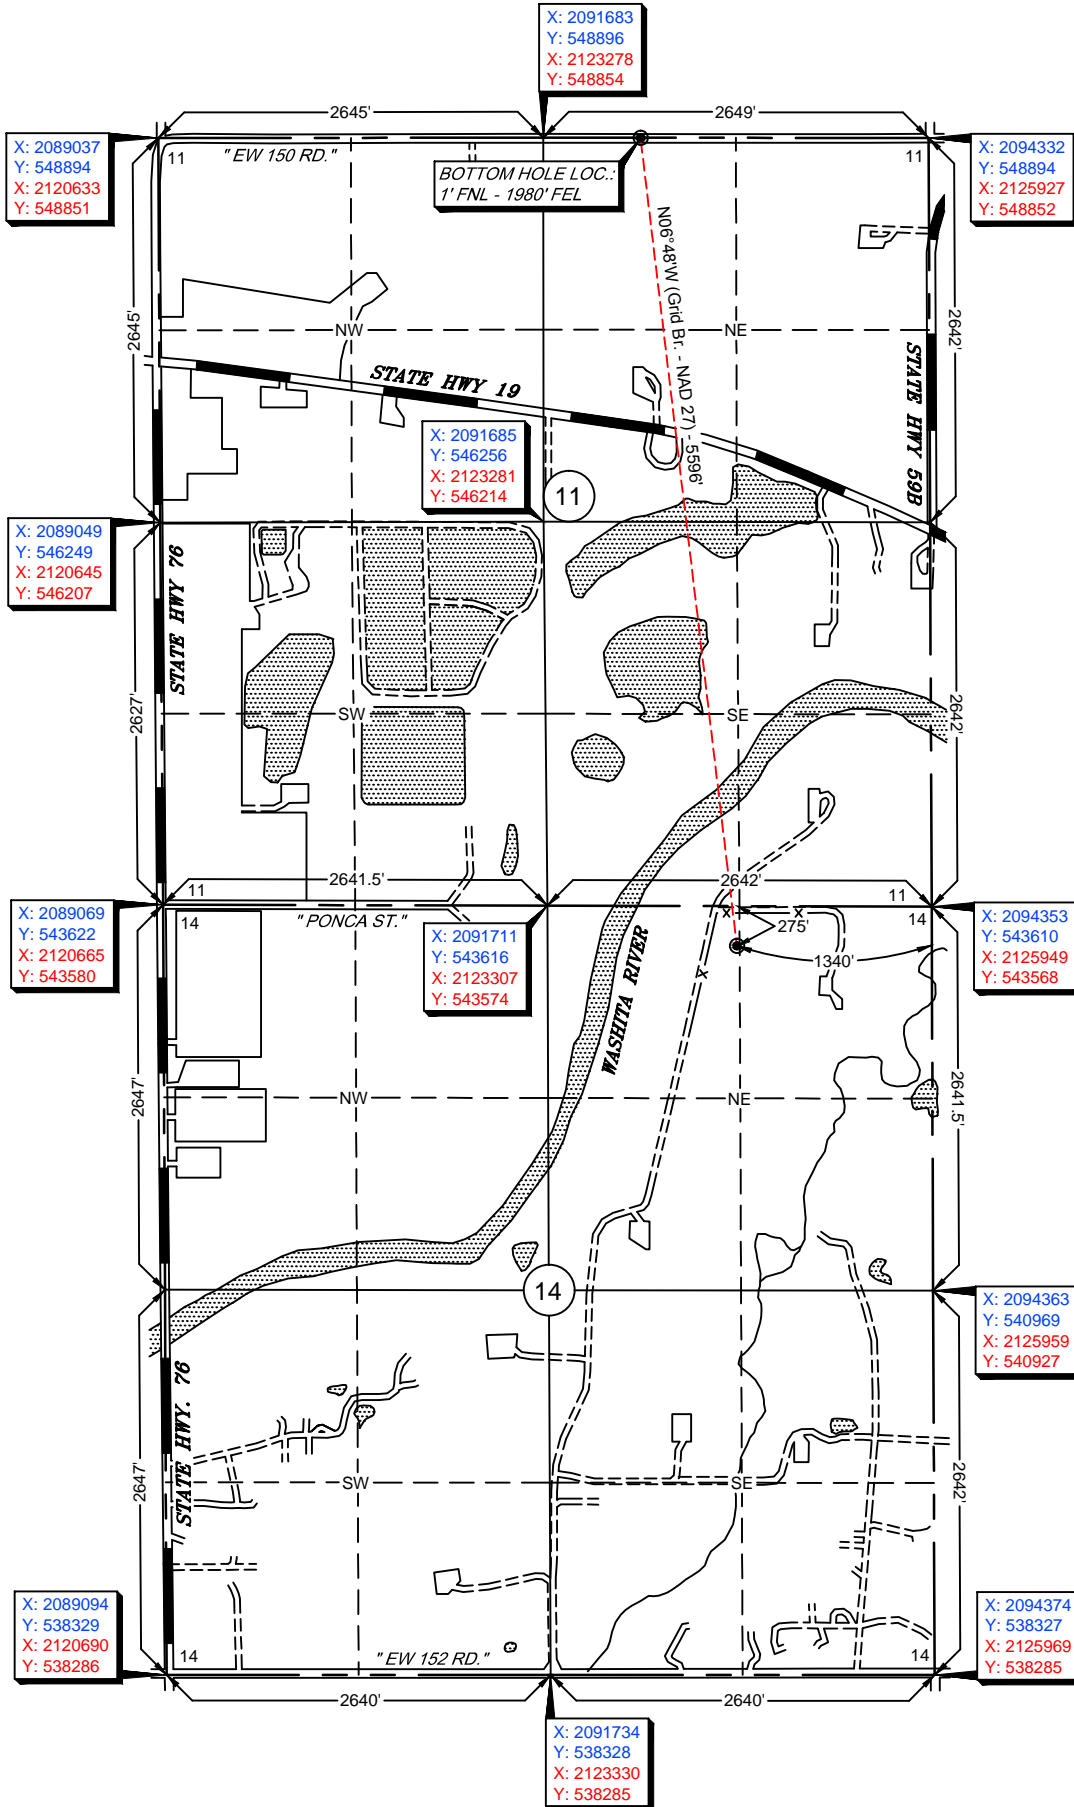 X: 2091683
Y: 548896
X: 2123278
Y: 548854
2645'
2649'
X: 2089037
Y: 548894
X: 2120633
Y: 548851
11
" EW 150 RD."
BOTTOM HOLE LOC.:
1' FNL - 1980' FEL
11
X: 2094332
Y: 548894
X: 2125927
Y: 548852
N06°48'W (Grid Br. - NAD 27) - 5596'
2645'
NW
NE
2642'
STATE HWY 19
STATE HWY 59B
X: 2091685
Y: 546256
X: 2123281
Y: 546214
11
X: 2089049
Y: 546249
X: 2120645
Y: 546207
STATE HWY 76
2627'
SW
SE
2642'
11
2641.5'
2642'
11
X: 2089069
Y: 543622
X: 2120665
Y: 543580
14
" PONCA ST."
X: 2091711
Y: 543616
X: 2123307
Y: 543574
X
X
275'
14
X: 2094353
Y: 543610
X: 2125949
Y: 543568
1340'
X
WASHITA RIVER
2647'
NW
NE
2641.5'
14
X: 2094363
Y: 540969
X: 2125959
Y: 540927
STATE HWY. 76
2647'
SW
SE
2642'
X: 2089094
Y: 538329
X: 2120690
Y: 538286
14
" EW 152 RD."
14
X: 2094374
Y: 538327
X: 2125969
Y: 538285
2640'
2640'
X: 2091734
Y: 538328
X: 2123330
Y: 538285